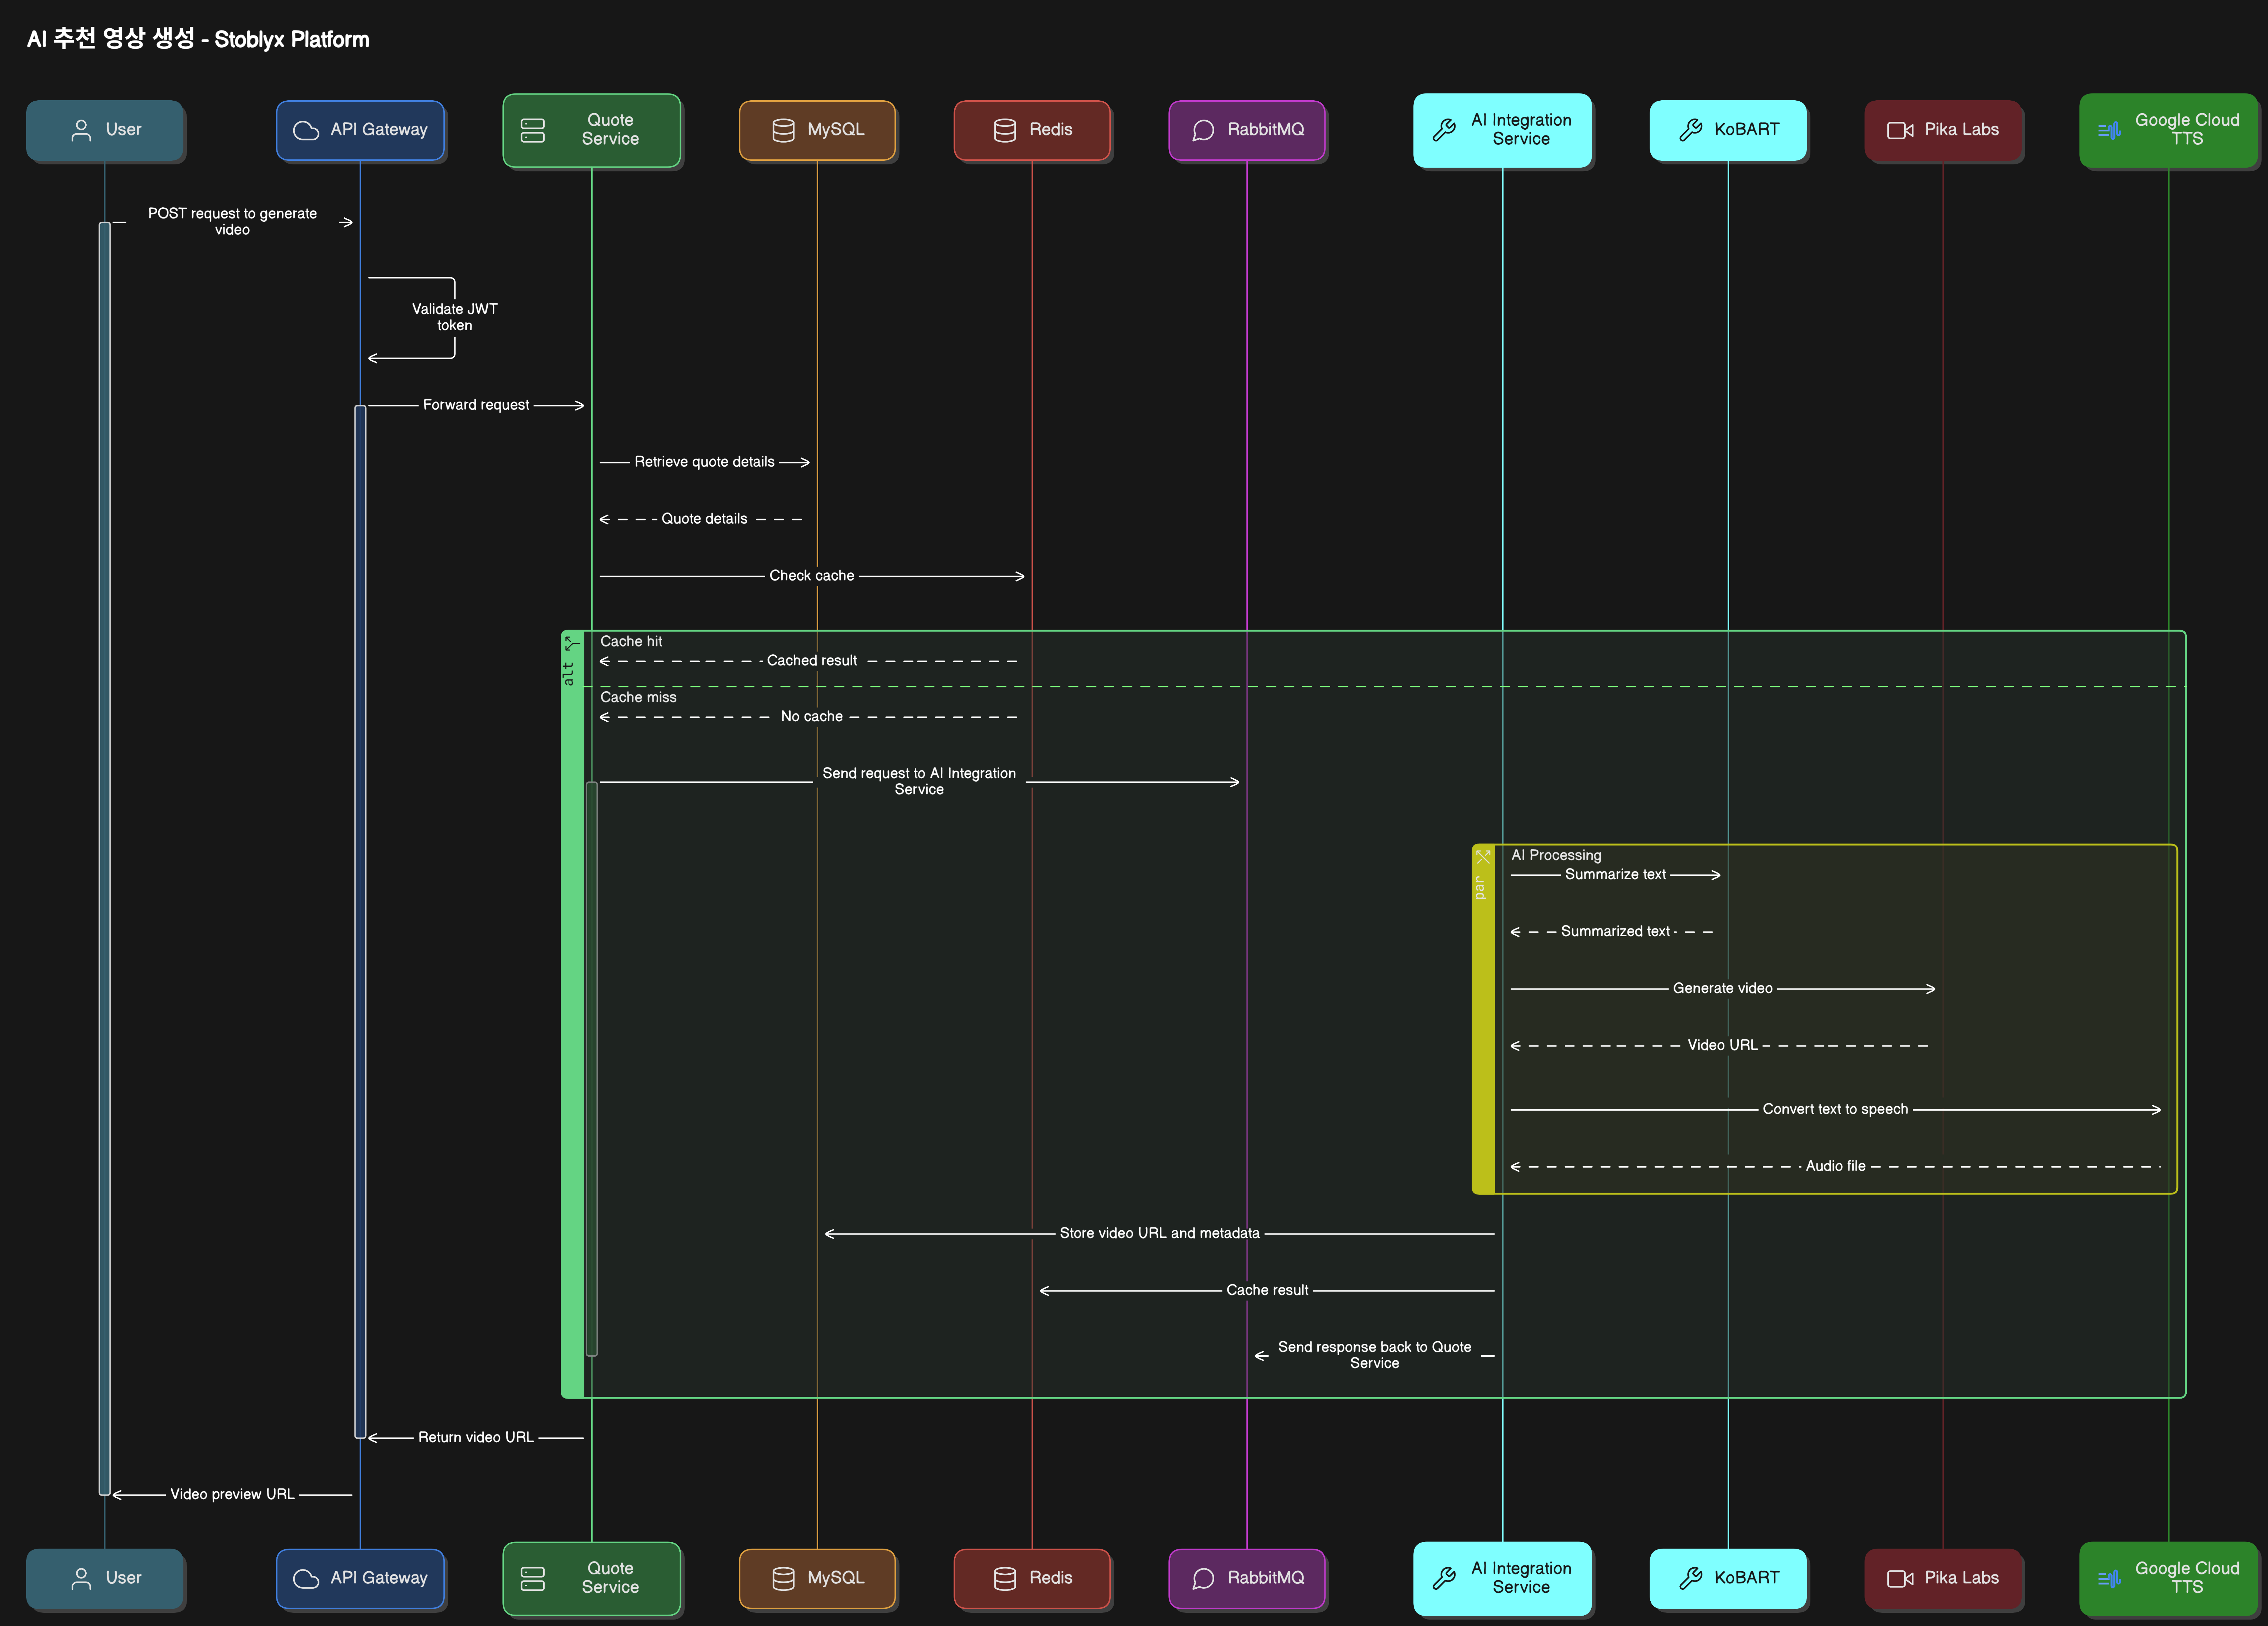 AI 추천 영상 생성 - Stoblyx Platform
User
API Gateway
Quote
Service
MySQL
Redis
RabbitMQ
AI Integration
Service
KoBART
Pika Labs
Google Cloud
TTS
POST request to generate
video
Validate JWT
token
Forward request
Retrieve quote details
Quote details
Check cache
alt
Cache hit
Cached result
Cache miss
No cache
Send request to AI Integration
Service
par
AI Processing
Summarize text
Summarized text
Generate video
Video URL
Convert text to speech
Audio file
Store video URL and metadata
Cache result
Send response back to Quote
Service
Return video URL
Video preview URL
User
API Gateway
Quote
Service
MySQL
Redis
RabbitMQ
AI Integration
Service
KoBART
Pika Labs
Google Cloud
TTS